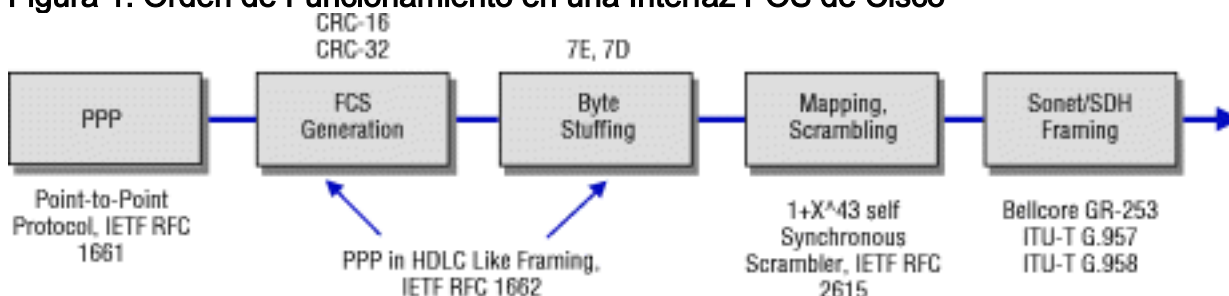 Figura 1: Orden de Funcionamiento en una Interfaz POS de Cisco
CRC-16
CRC-32
7E, 7D
PPP
FCS
Generation
Byte
Stuffing
Mapping,
Scrambling
Sonet/SDH
Framing
Point-to-Point
Protocol, IETF RFC
1661
PPP in HDLC Like Framing,
IETF RFC 1662
1+X^43 self
Synchronous
Scrambler, IETF RFC
2615
Bellcore GR-253
ITU-T G.957
ITU-T G.958